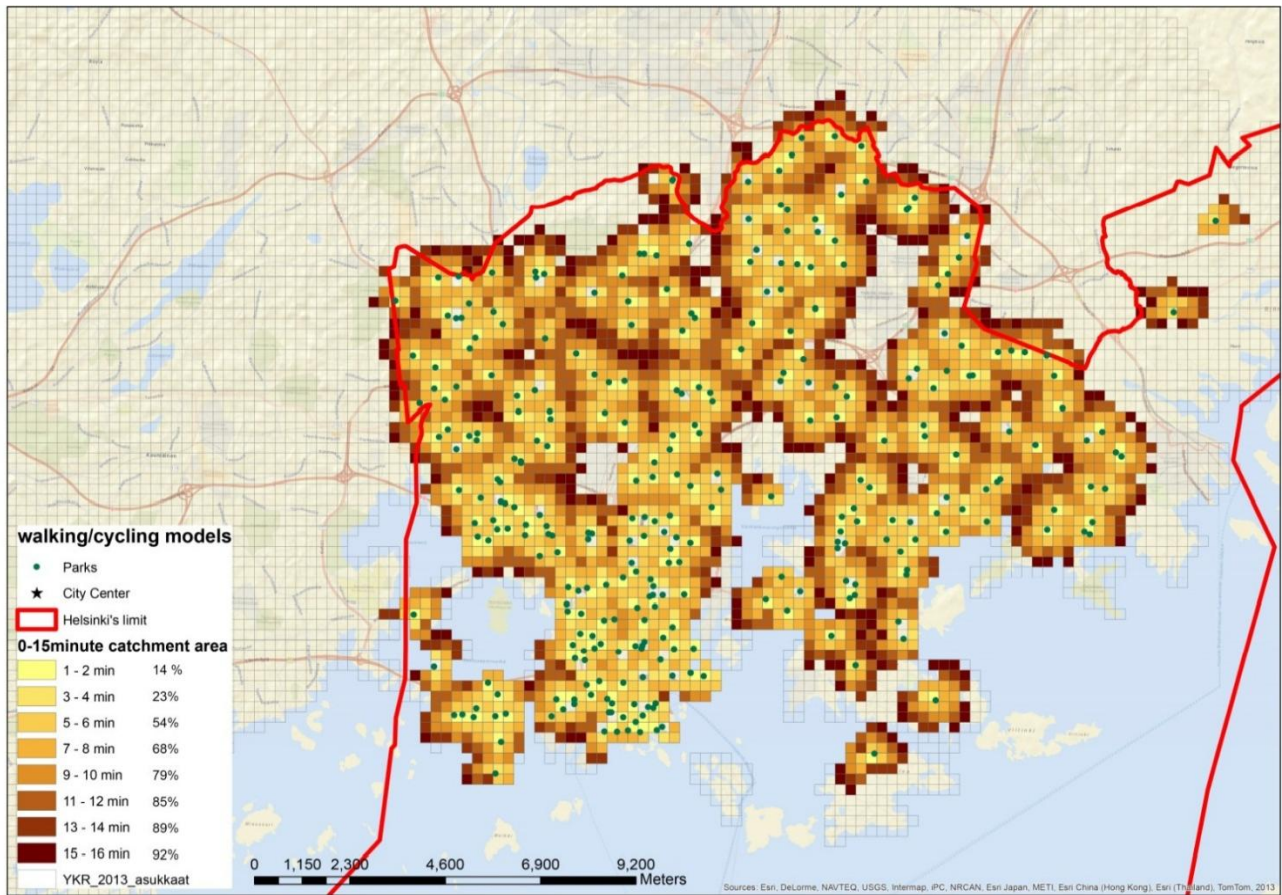 walking/cycling models
Parks
City Center
Helsinki's limit
0-15minute catchment area
1 - 2 min 14 %
3 - 4 min 23%
5 - 6 min 54%
7 - 8 min 68%
9 - 10 min 79%
11 - 12 min 85%
13 - 14 min 89%
15 - 16 min 92%
YKR_2013_asukkaat
0 1,150 2,300 4,600 6,900 9,200
Meters
Sources: Esri, DeLorme, NAVTEQ, USGS, Intermap, iPC, NRCAN, Esri Japan, METI, Esri China (Hong Kong), Esri (Thailand), TomTom, 2013